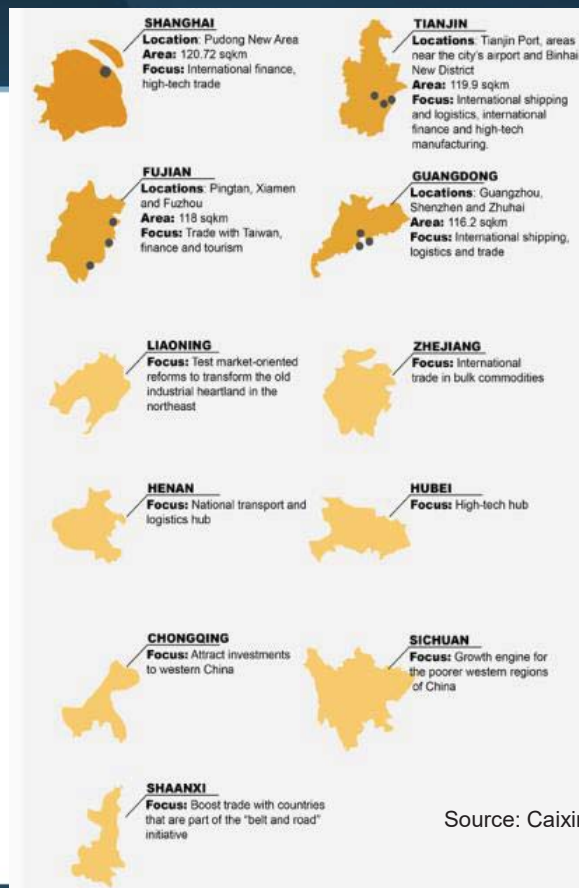 SHANGHAI
Location: Pudong New Area
Area: 120.72 sqkm
Focus: International finance,
high-tech trade
TIANJIN
Locations: Tianjin Port, areas
near the city's airport and Binhai
New District
Area: 119.9 sqkm
Focus: International shipping
and logistics, international
finance and high-tech
manufacturing.
FUJIAN
Locations: Pingtan, Xiamen
and Fuzhou
Area: 118 sqkm
Focus: Trade with Taiwan,
finance and tourism
GUANGDONG
Locations: Guangzhou,
Shenzhen and Zhuhai
Area: 116.2 sqkm
Focus: International shipping,
logistics and trade
LIAONING
Focus: Test market-oriented
reforms to transform the old
industrial heartland in the
northeast
ZHEJIANG
Focus: International
trade in bulk commodities
HENAN
Focus: National transport and
logistics hub
HUBEI
Focus: High-tech hub
CHONGQING
Focus: Attract investments
to western China
SICHUAN
Focus: Growth engine for
the poorer western regions
of China
SHAANXI
Focus: Boost trade with countries
that are part of the "belt and road"
initiative
Source: Caixin